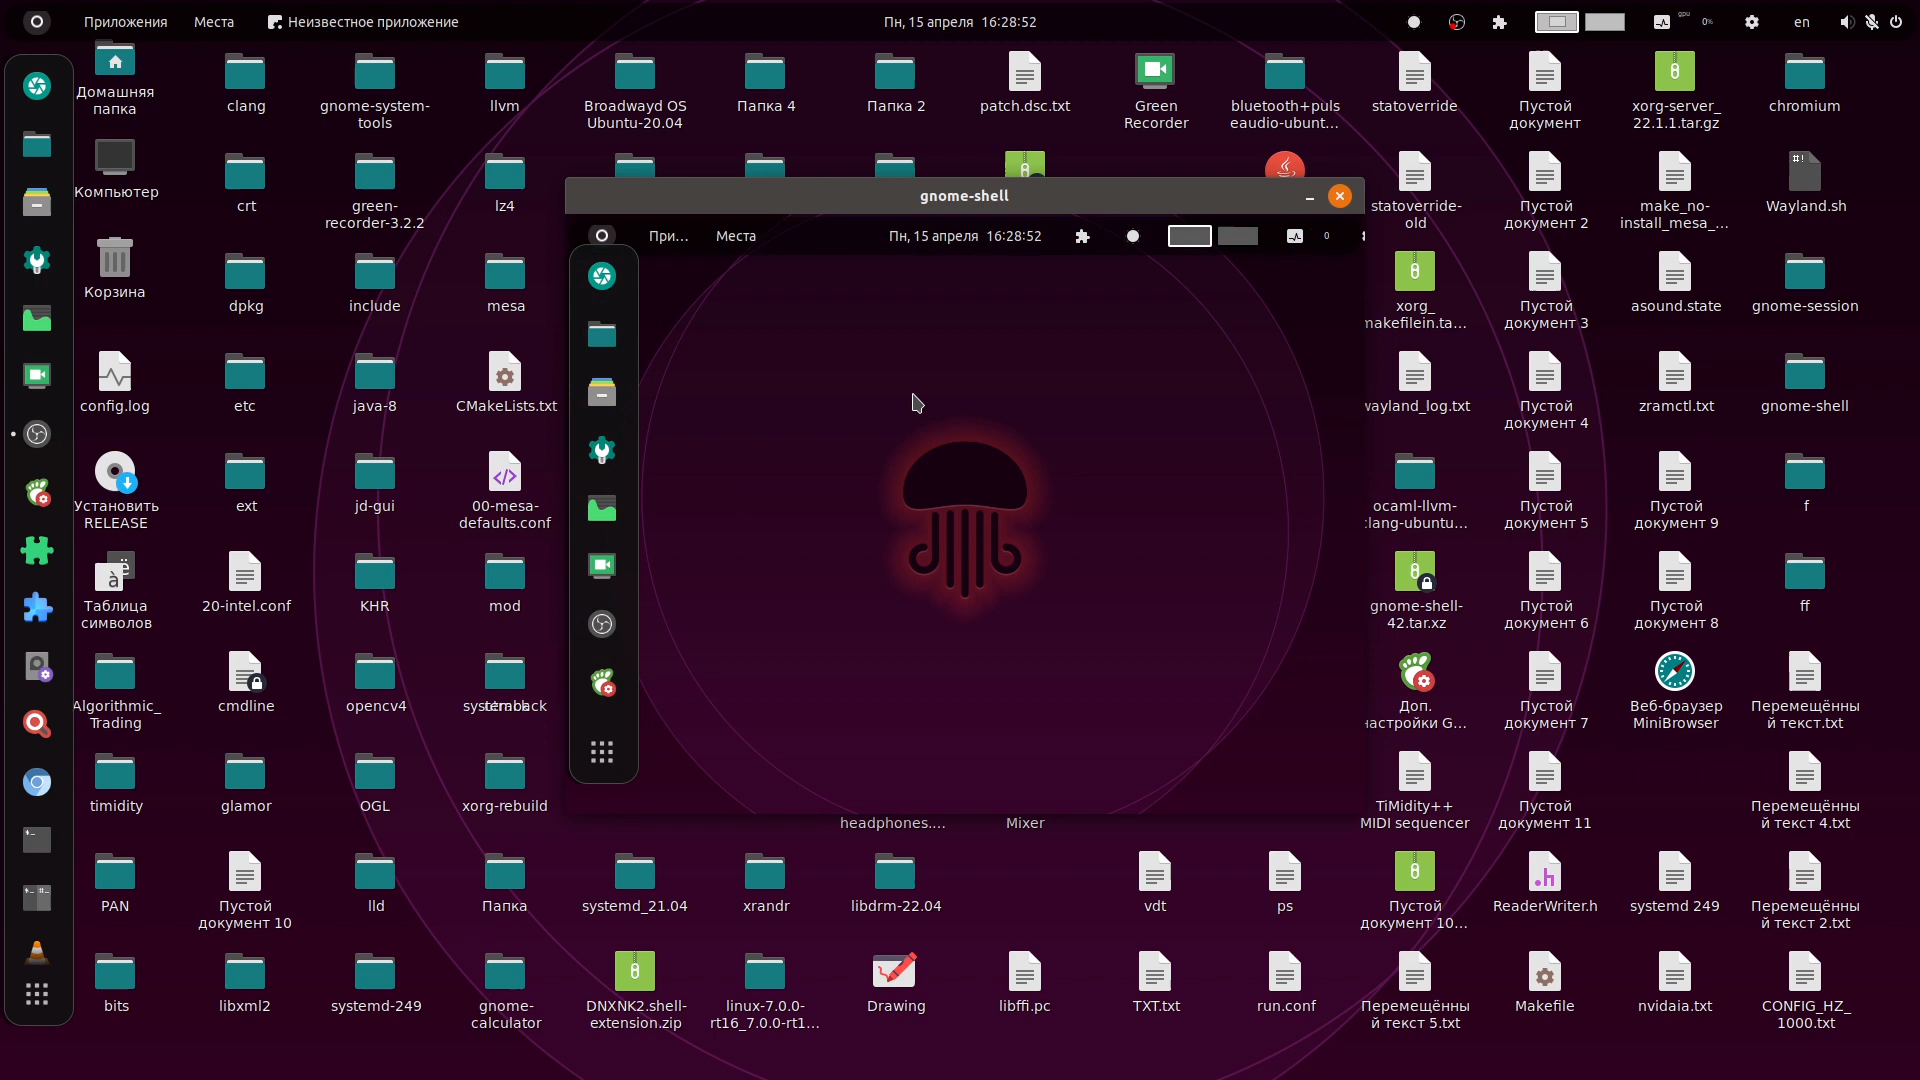 Приложения
Места
Неизвестное приложение
Пн, 15 апреля 16:28:52
gpu
0%
en
Домашняя
папка
clang
gnome-system-
tools
llvm
Broadwayd OS
Ubuntu-20.04
Папка 4
Папка 2
patch.dsc.txt
Green
Recorder
bluetooth+puls
eaudio-ubunt...
statoverride
Пустой
документ
xorg-server_
22.1.1.tar.gz
chromium
Компьютер
crt
green-
recorder-3.2.2
lz4
statoverride-
old
Пустой
документ 2
make_no-
install_mesa_...
Wayland.sh
gnome-shell
При...
Места
Пн, 15 апреля 16:28:52
0
Корзина
dpkg
include
mesa
xorg_
makefilein.ta...
Пустой
документ 3
asound.state
gnome-session
config.log
etc
java-8
CMakeLists.txt
wayland_log.txt
Пустой
документ 4
zramctl.txt
gnome-shell
Установить
RELEASE
ext
jd-gui
00-mesa-
defaults.conf
ocaml-llvm-
clang-ubuntu...
Пустой
документ 5
Пустой
документ 9
f
Таблица
символов
20-intel.conf
KHR
mod
gnome-shell-
42.tar.xz
Пустой
документ 6
Пустой
документ 8
ff
Algorithmic_
Trading
cmdline
opencv4
Доп.
настройки G...
Пустой
документ 7
Веб-браузер
MiniBrowser
Перемещённы
й текст.txt
timidity
glamor
OGL
xorg-rebuild
headphones....
Mixer
TiMidity++
MIDI sequencer
Пустой
документ 11
Перемещённы
й текст 4.txt
PAN
Пустой
документ 10
lld
Папка
systemd_21.04
xrandr
libdrm-22.04
vdt
ps
Пустой
документ 10...
ReaderWriter.h
systemd 249
Перемещённы
й текст 2.txt
bits
libxml2
systemd-249
gnome-
calculator
DNXNK2.shell-
extension.zip
linux-7.0.0-
rt16_7.0.0-rt1...
Drawing
libffi.pc
TXT.txt
run.conf
Перемещённы
й текст 5.txt
Makefile
nvidaia.txt
CONFIG_HZ_
1000.txt